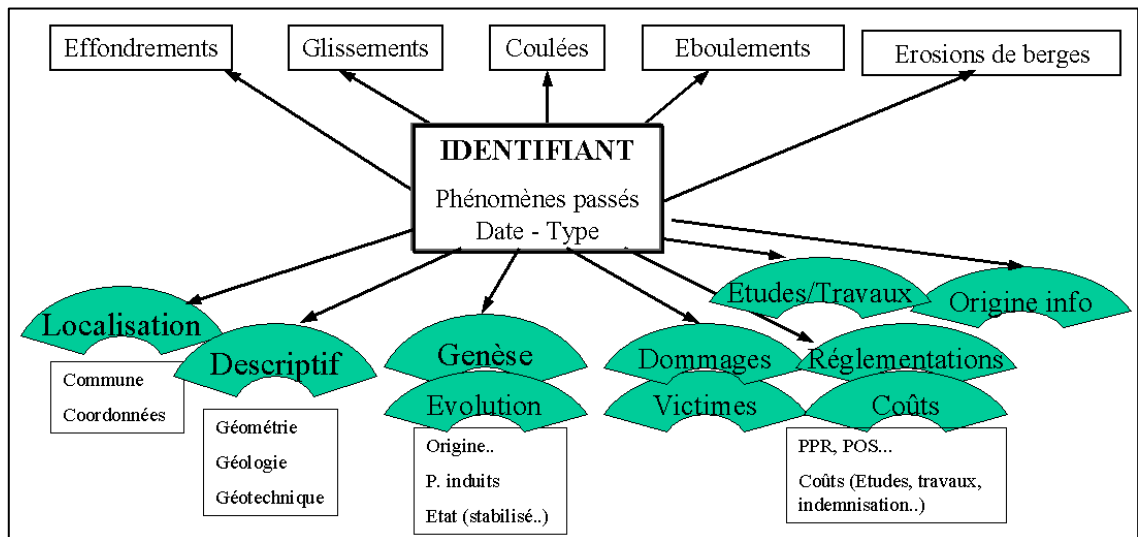 Effondrements
Glissements
Coulées
Eboulements
Erosions de berges
IDENTIFIANT
Phénomènes passés
Date - Type
Etudes/Travaux
Origine info
Localisation
Commune
Coordonnées
Descriptif
Géométrie
Géologie
Géotechnique
Genèse
Evolution
Origine..
P. induits
Etat (stabilisé..)
Dommages
Victimes
Réglementations
Coûts
PPR, POS...
Coûts (Etudes, travaux,
indemnisation..)